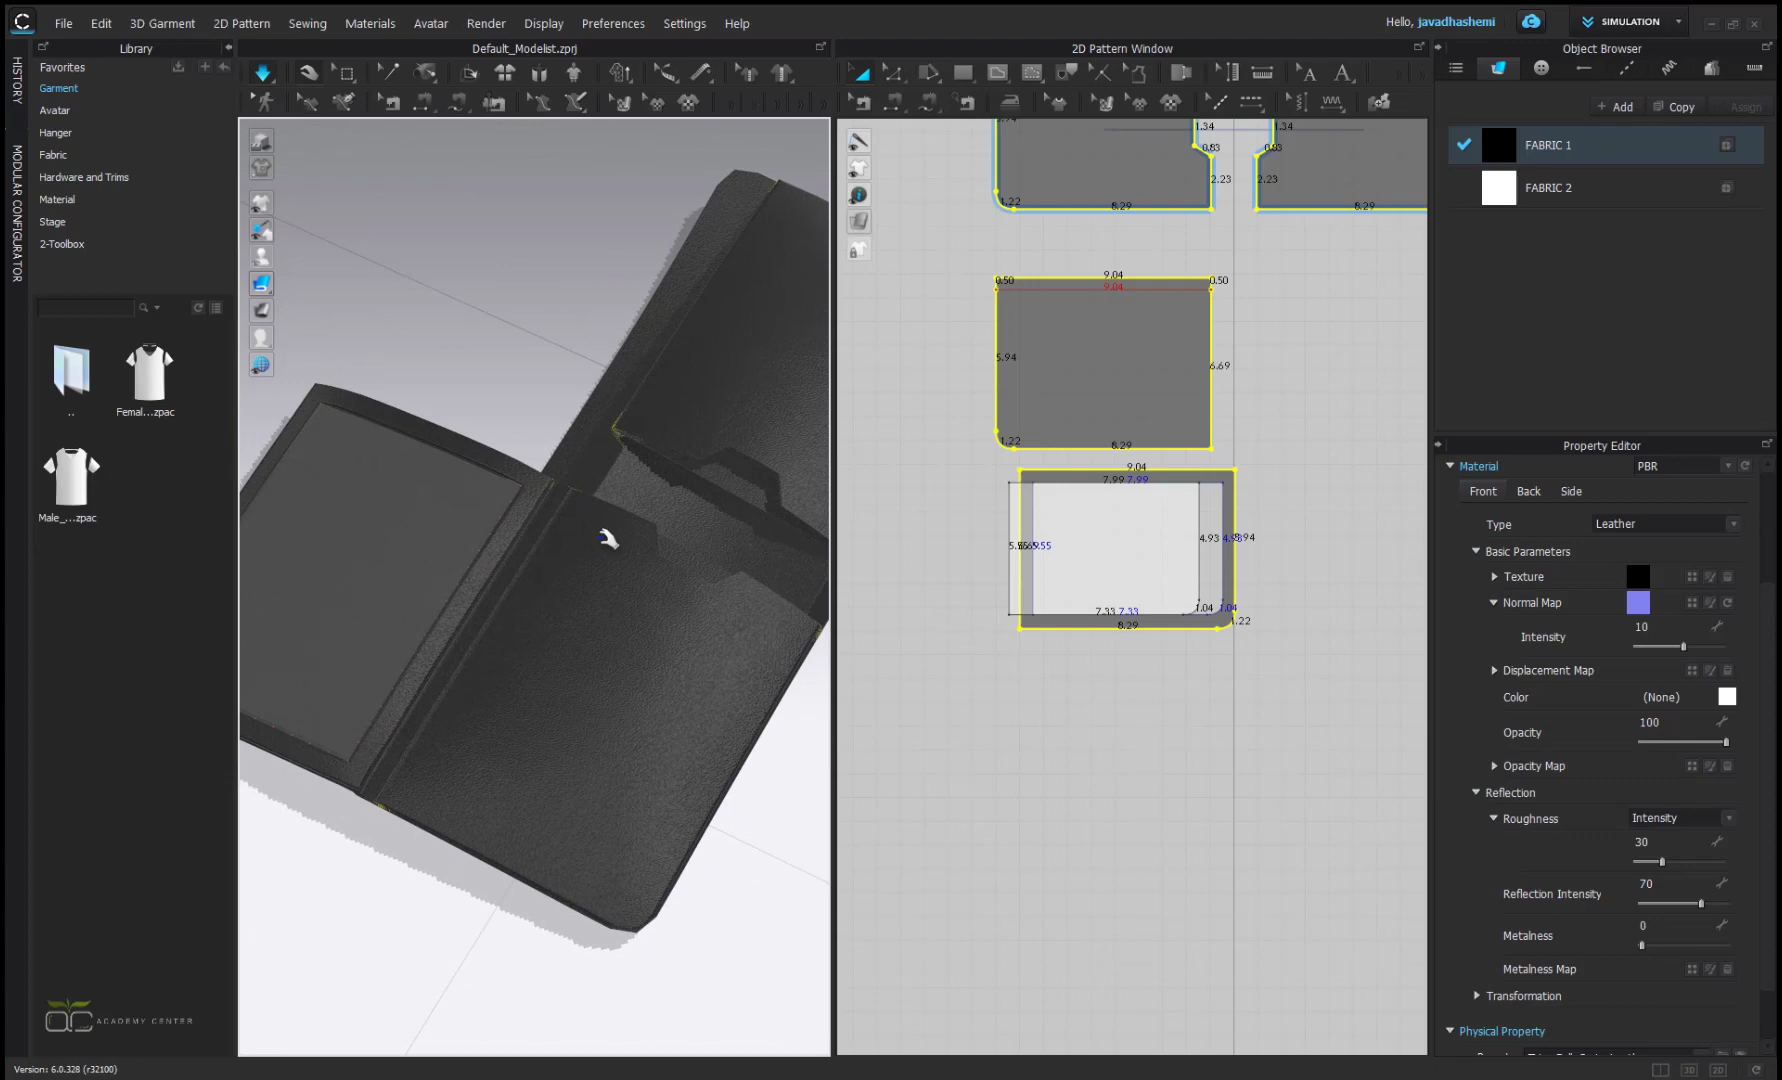 File Edit 3D Garment 2D Pattern Sewing Materials Avatar Render Display Preferences Settings Help
Hello, javadhashemi
SIMULATION
Library
Default_Modelist.zprj
2D Pattern Window
Object Browser
HISTORY
MODULAR CONFIGURATOR
Favorites
Garment
Avatar
Hanger
Fabric
Hardware and Trims
Material
Stage
2-Toolbox
..
Femal...zpac
Male_...zpac
ACADEMY CENTER
Version: 6.0.328 (r32100)
1.34 1.34
0.83 0.83
2.23 2.23
1.22 8.29 8.29
9.04
0.50 9.04 0.50
5.94 6.69
1.22 8.29
9.04
7.99 7.99
9.55 4.93
7.33 7.33 1.04 1.04
8.29 1.22
+ Add Copy Assign
FABRIC 1
FABRIC 2
Property Editor
Material PBR
Front Back Side
Type Leather
Basic Parameters
Texture
Normal Map
10
Intensity
Displacement Map
Color (None)
100
Opacity
Opacity Map
Reflection
Roughness Intensity
30
70
Reflection Intensity
0
Metalness
Metalness Map
Transformation
Physical Property
3D 2D